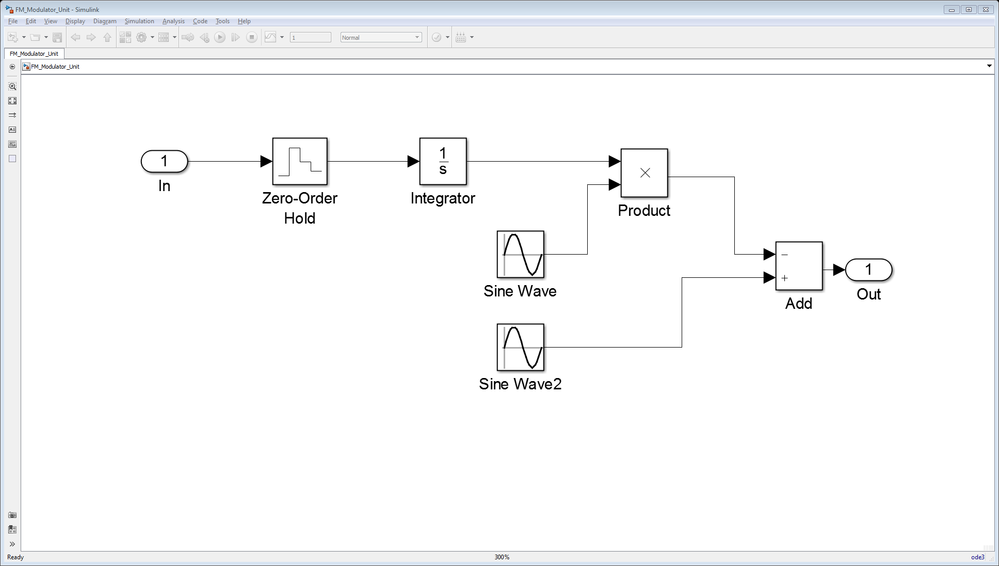 FM_Modulator_Unit - Simulink
File Edit View Display Diagram Simulation Analysis Code Tools Help
1 Normal
FM_Modulator_Unit
FM_Modulator_Unit
1
In
Zero-Order
Hold
1
s
Integrator
×
Product
Sine Wave
Sine Wave2
−
+
Add
1
Out
Ready 300% ode3